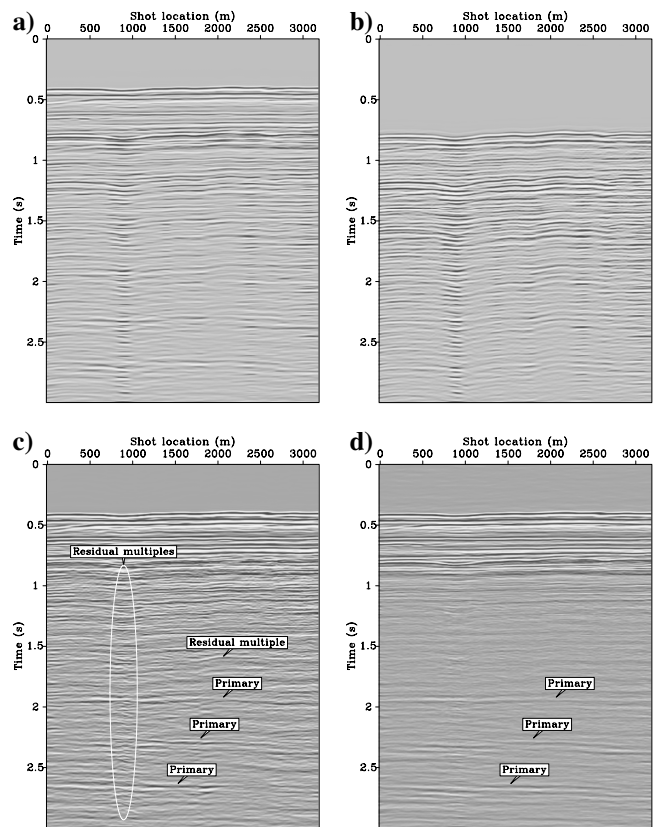 a)
Shot location (m)
0 500 1000 1500 2000 2500 3000
0
0.5
1
1.5
2
2.5
Time (s)
b)
Shot location (m)
0 500 1000 1500 2000 2500 3000
0
0.5
1
1.5
2
2.5
Time (s)
c)
Shot location (m)
0 500 1000 1500 2000 2500 3000
0
0.5
1
1.5
2
2.5
Time (s)
Residual multiples
Residual multiple
Primary
Primary
Primary
d)
Shot location (m)
0 500 1000 1500 2000 2500 3000
0
0.5
1
1.5
2
2.5
Time (s)
Primary
Primary
Primary